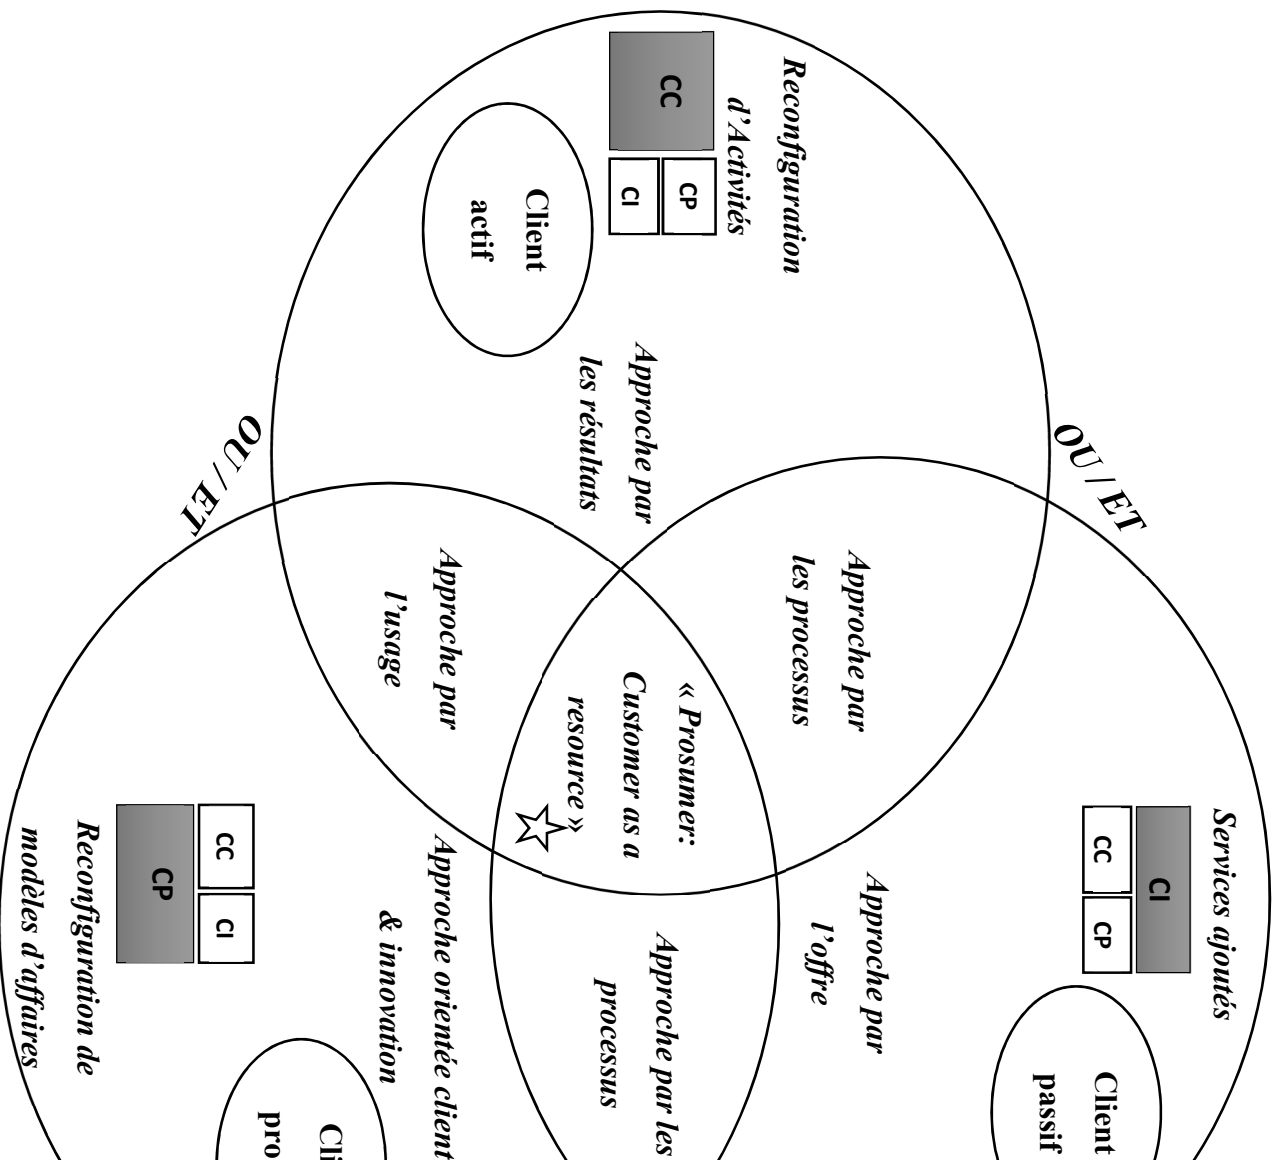 Reconfiguration
d'Activités
CC
CP
CI
Client
actif
Approche par
les résultats
OU / ET
OU / ET
Approche par
les processus
Approche par
l'usage
« Prosumer:
Customer as a
resource »
Services ajoutés
CI
CC
CP
Client
passif
Approche par
l'offre
Approche par les
processus
Approche orientée client
& innovation
CC
CI
CP
Reconfiguration de
modèles d'affaires